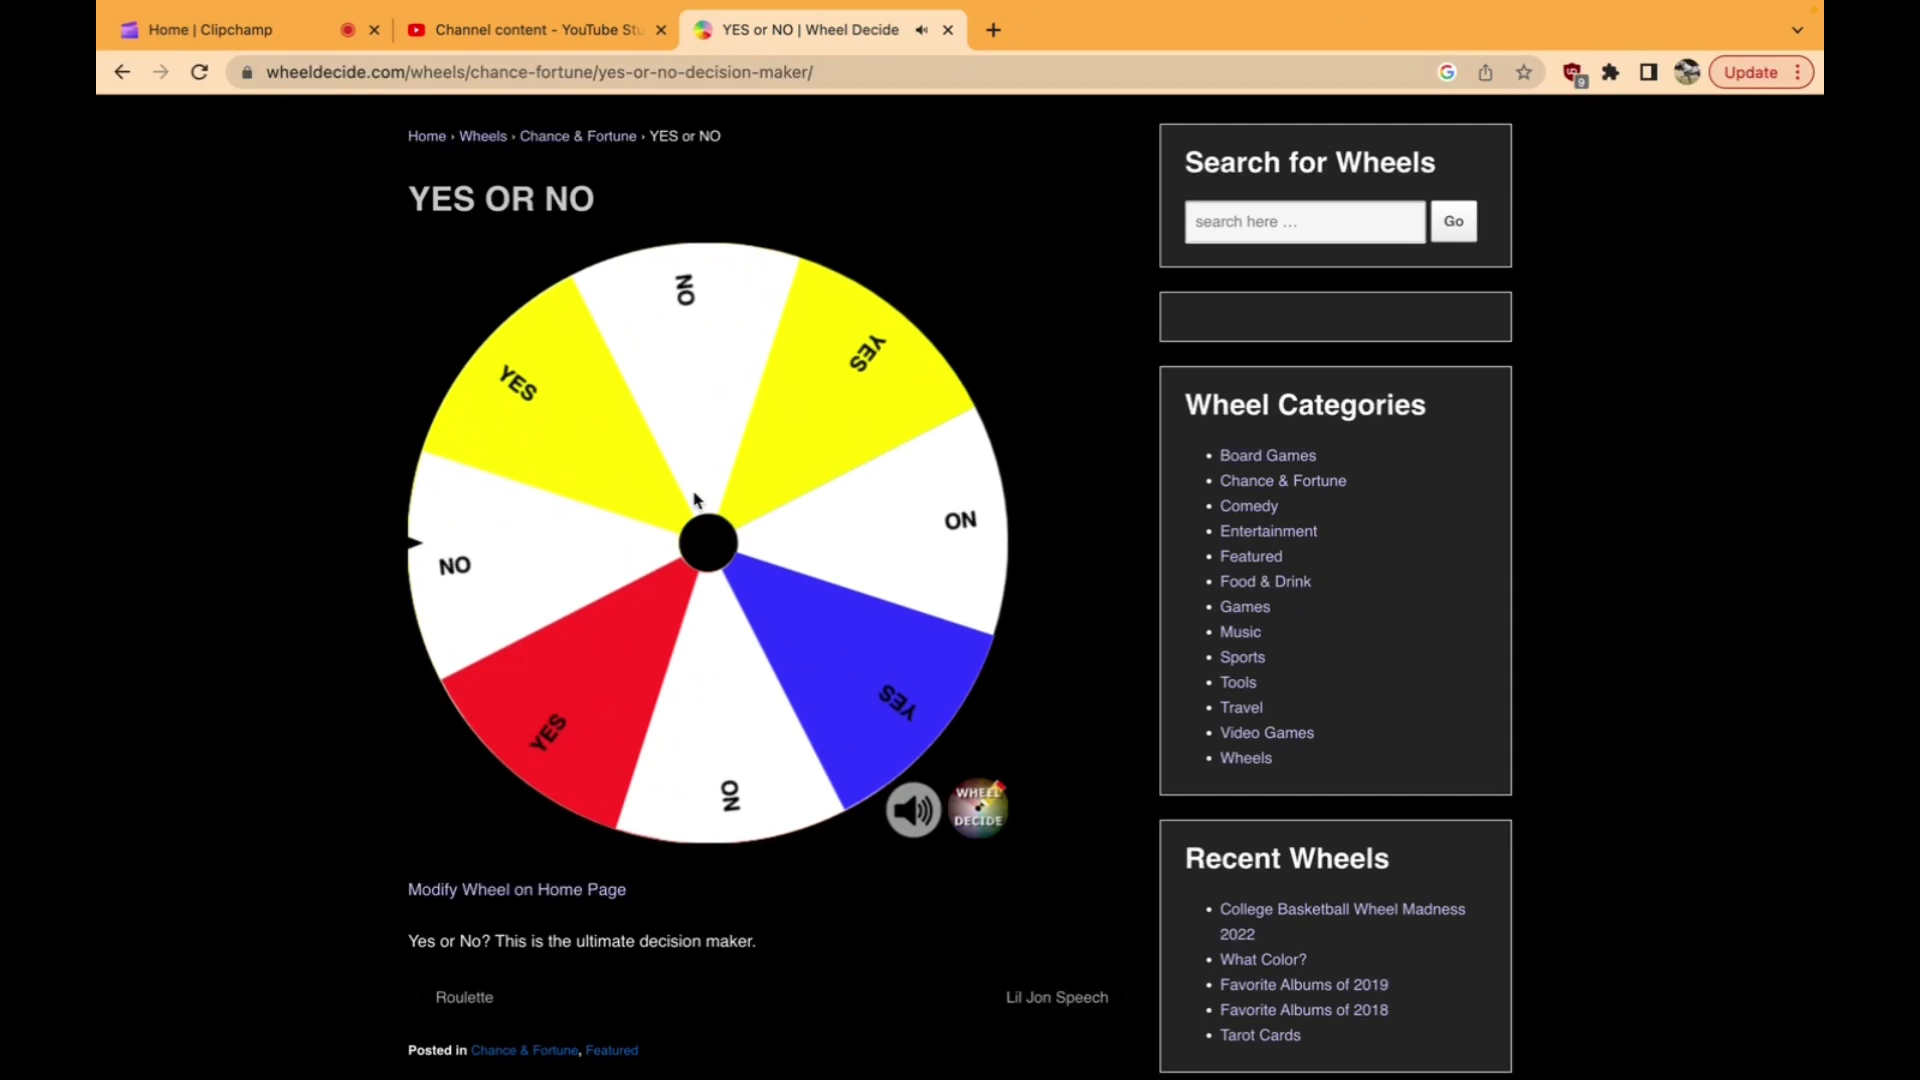 Home | Clipchamp
Channel content - YouTube Stu
YES or NO | Wheel Decide
wheeldecide.com/wheels/chance-fortune/yes-or-no-decision-maker/
9
Update
Home › Wheels › Chance & Fortune › YES or NO
YES OR NO
NO
YES
YES
NO
NO
YES
YES
NO
WHEEL
DECIDE
Modify Wheel on Home Page
Yes or No? This is the ultimate decision maker.
Roulette
Lil Jon Speech
Posted in Chance & Fortune, Featured
Search for Wheels
search here ...
Go
Wheel Categories
• Board Games
• Chance & Fortune
• Comedy
• Entertainment
• Featured
• Food & Drink
• Games
• Music
• Sports
• Tools
• Travel
• Video Games
• Wheels
Recent Wheels
• College Basketball Wheel Madness
2022
• What Color?
• Favorite Albums of 2019
• Favorite Albums of 2018
• Tarot Cards